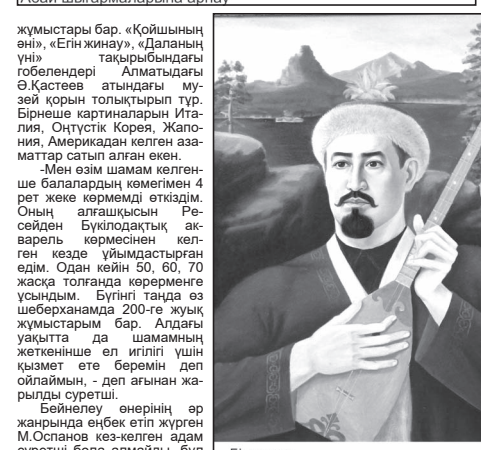 Абай шығармаларына арнау
жұмыстары бар. «Қойшының
әні», «Егін жинау», «Даланың
үні» тақырыбындағы
гобелендері Алматыдағы
Ә.Қастеев атындағы му-
зей қорын толықтырып тұр.
Бірнеше картиналарын Ита-
лия, Оңтүстік Корея, Жапо-
ния, Америкадан келген аза-
маттар сатып алған екен.
-Мен өзім шамам келген-
ше балалардың көмегімен 4
рет жеке көрмемді өткіздім.
Оның алғашқысын Ре-
сейден Бүкілодақтық ак-
варель көрмесінен кел-
ген кезде ұйымдастырған
едім. Одан кейін 50, 60, 70
жасқа толғанда көрерменге
ұсындым. Бүгінгі таңда өз
шеберханамда 200-ге жуық
жұмыстарым бар. Алдағы
уақытта да шамамның
жеткенінше ел игілігі үшін
қызмет ете беремін деп
ойлаймын, - деп ағынан жа-
рылды суретші.
Бейнелеу өнерінің әр
жанрында еңбек етіп жүрген
М.Оспанов кез-келген адам
суретші бола алмайды, бұл